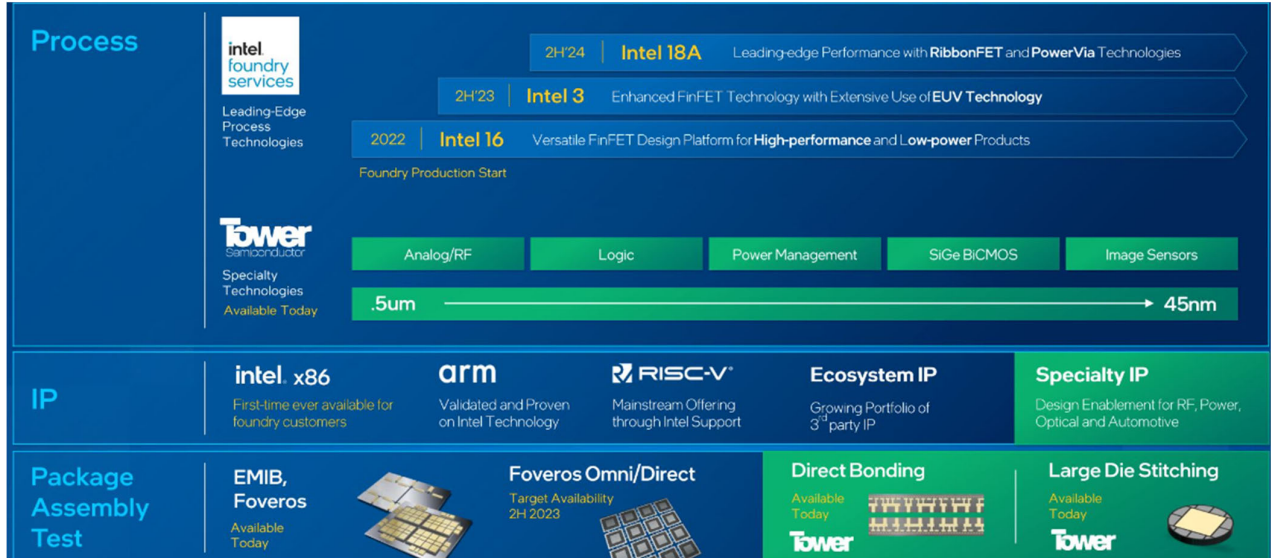 Process
intel
foundry
services
Leading-Edge
Process
Technologies
2H'24 Intel 18A Leading-edge Performance with RibbonFET and PowerVia Technologies
2H'23 Intel 3 Enhanced FinFET Technology with Extensive Use of EUV Technology
2022 Intel 16 Versatile FinFET Design Platform for High-performance and Low-power Products
Foundry Production Start
Tower
Semiconductor
Specialty
Technologies
Available Today
Analog/RF Logic Power Management SiGe BiCMOS Image Sensors
.5um 45nm
IP
intel. x86
First-time ever available for
foundry customers
arm
Validated and Proven
on Intel Technology
RISC-V
Mainstream Offering
through Intel Support
Ecosystem IP
Growing Portfolio of
3rd party IP
Specialty IP
Design Enablement for RF, Power,
Optical and Automotive
Package
Assembly
Test
EMIB,
Foveros
Available
Today
Foveros Omni/Direct
Target Availability
2H 2023
Direct Bonding
Available
Today
Tower
Large Die Stitching
Available
Today
Tower